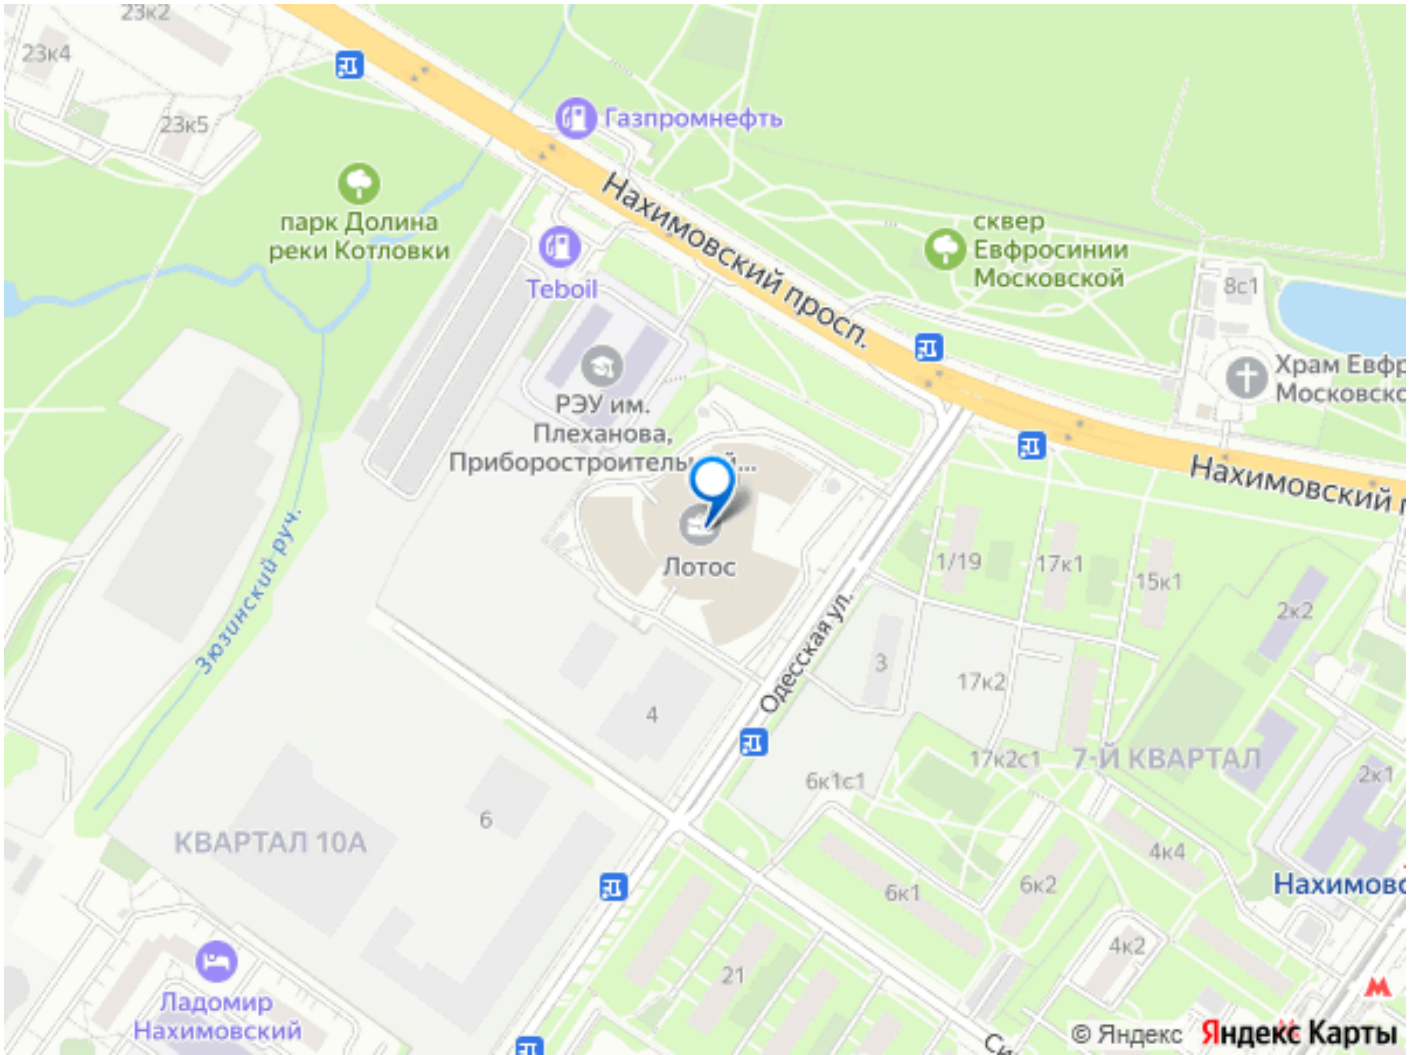 23к2
23к4
23к5
Газпромнефть
Нахимовский просп.
парк Долина
реки Котловки
Teboil
сквер
Евфросинии
Московской
8с1
Храм Евфр
Московско
РЭУ им.
Плеханова,
Приборостроительный...
Нахимовский п
Лотос
1/19
17к1
15к1
2к2
Зюзинский руч.
Одесская ул.
3
17к2
4
17к2с1
7-Й КВАРТАЛ
6к1с1
2к1
6
КВАРТАЛ 10А
4к4
Нахимово
6к1
6к2
4к2
21
Ладомир
Нахимовский
Си
© Яндекс Яндекс Карты